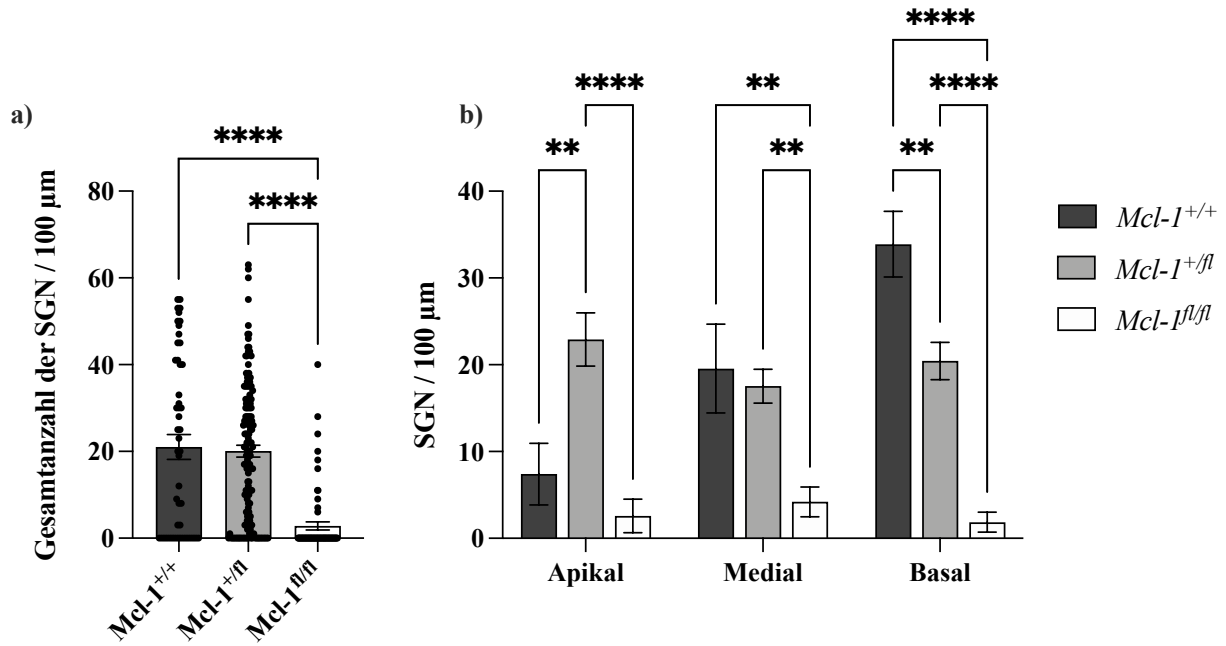 a)
****
****
Gesamtanzahl der SGN / 100 µm
80
60
40
20
0
Mcl-1+/+
Mcl-1+/fl
Mcl-1fl/fl
b)
****
****
**
****
**
**
**
SGN / 100 µm
40
30
20
10
0
Apikal
Medial
Basal
Mcl-1+/+
Mcl-1+/fl
Mcl-1fl/fl